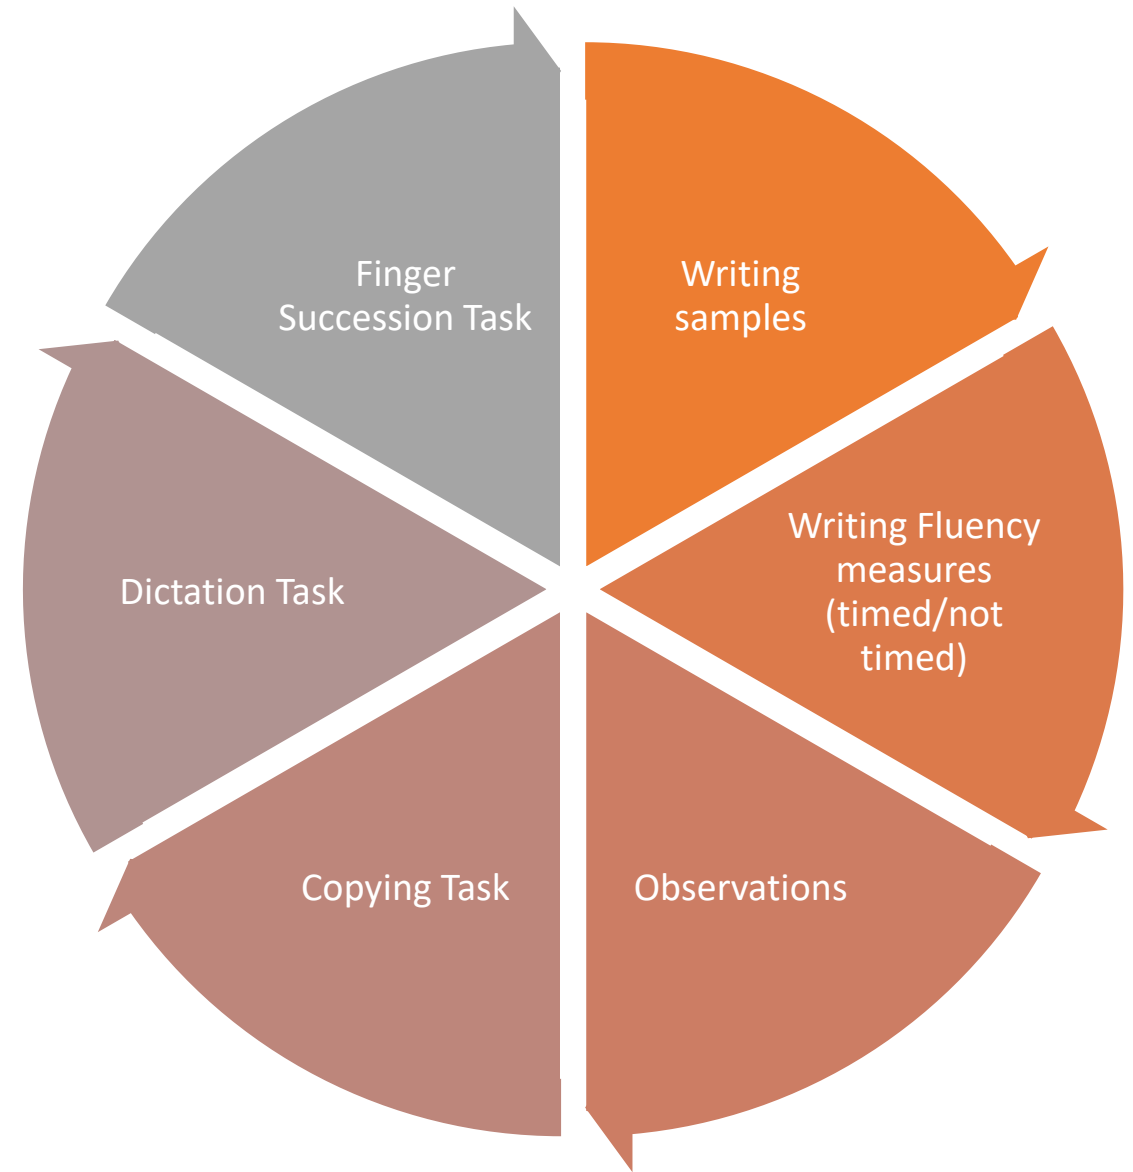 Writing
samples
Writing Fluency
measures
(timed/not
timed)
Observations
Copying Task
Dictation Task
Finger
Succession Task